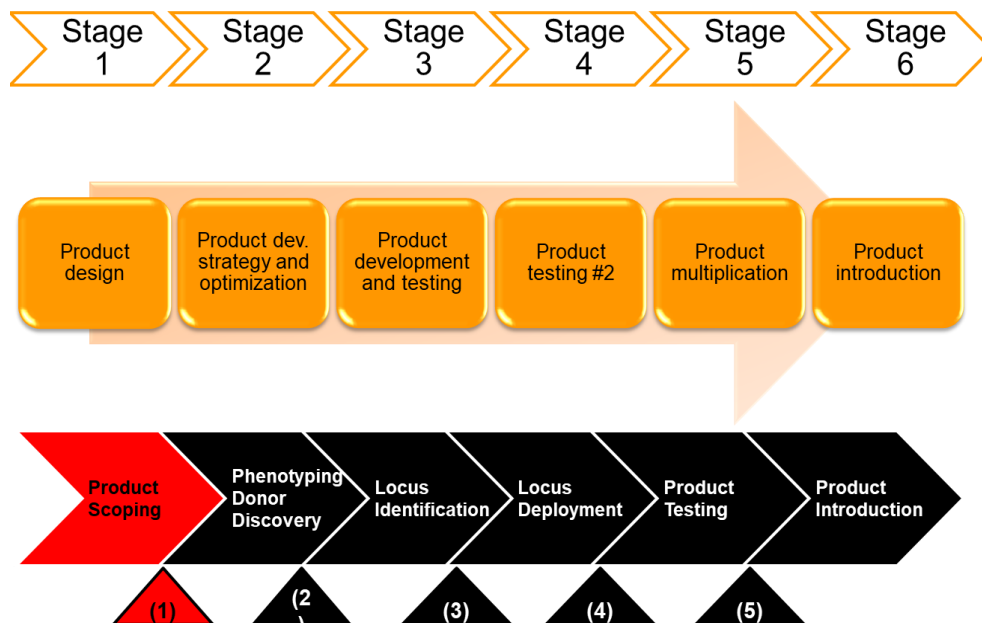 Stage
1
Stage
2
Stage
3
Stage
4
Stage
5
Stage
6
Product
design
Product dev.
strategy and
optimization
Product
development
and testing
Product
testing #2
Product
multiplication
Product
introduction
Product
Scoping
Phenotyping
Donor
Discovery
Locus
Identification
Locus
Deployment
Product
Testing
Product
Introduction
(1)
(2
)
(3)
(4)
(5)